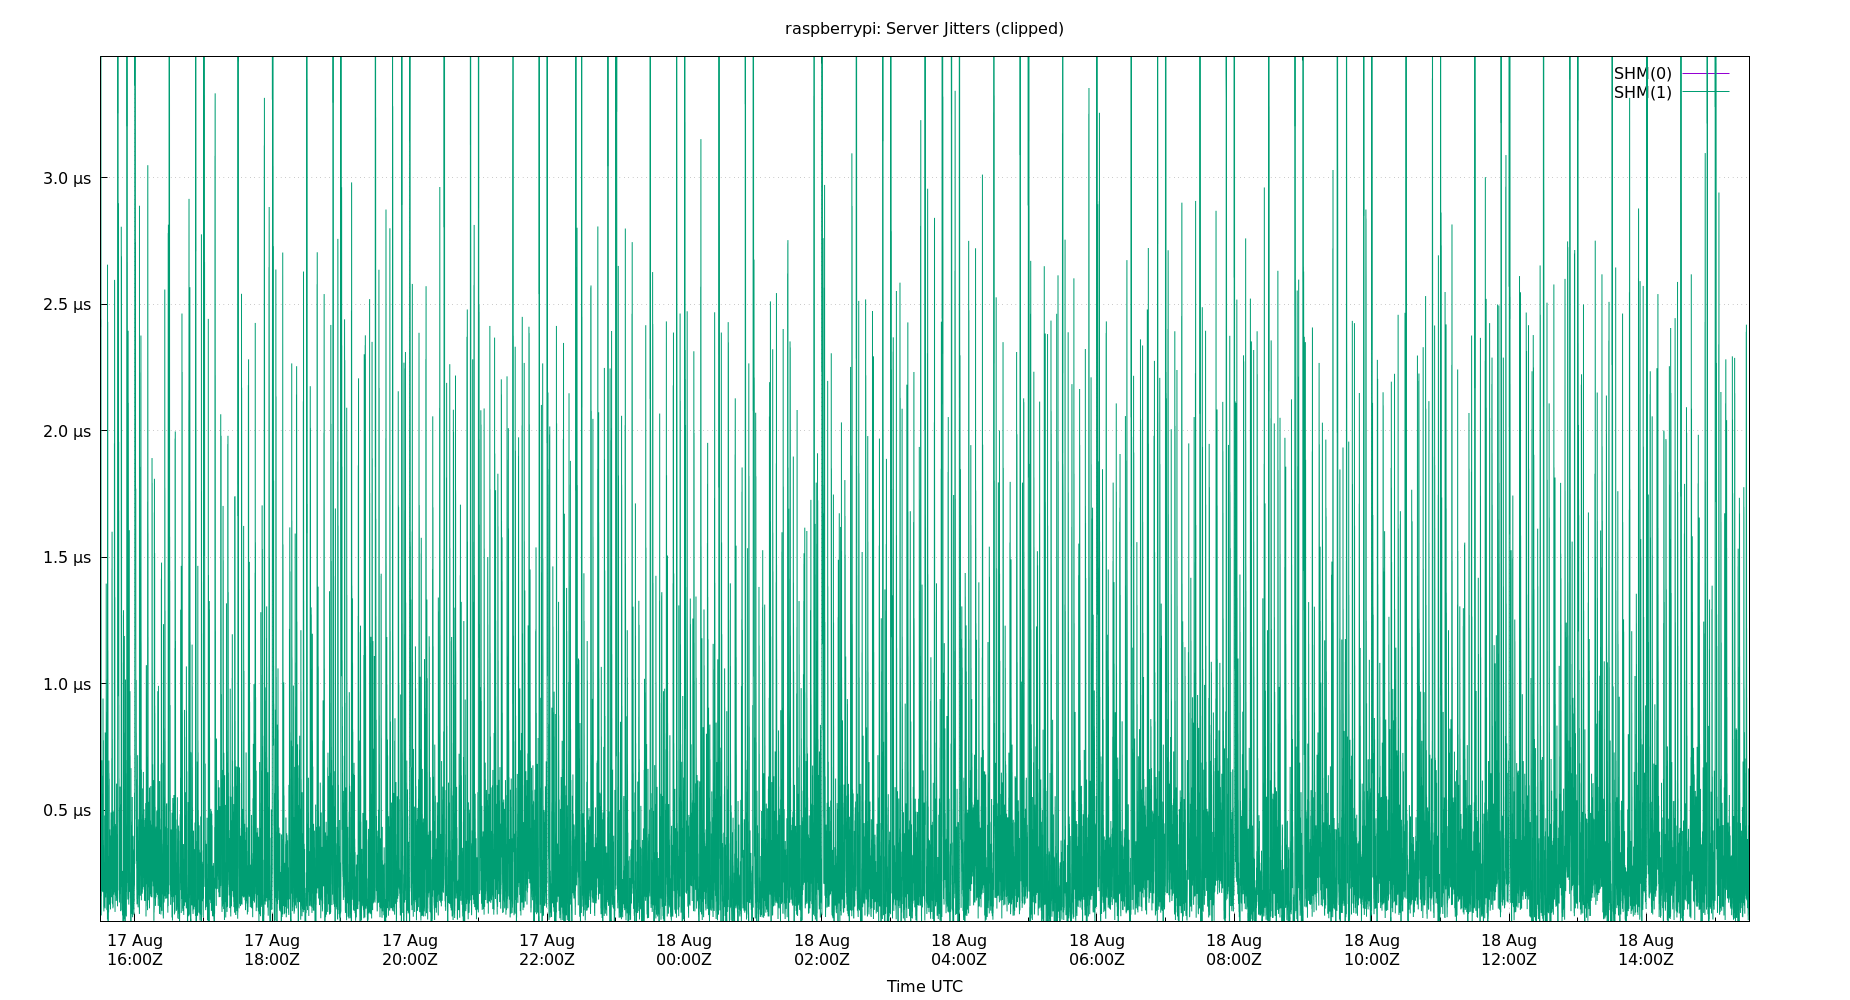 raspberrypi: Server Jitters (clipped)
SHM(0)
SHM(1)
3.0 µs
2.5 µs
2.0 µs
1.5 µs
1.0 µs
0.5 µs
17 Aug 17 Aug 17 Aug 17 Aug 18 Aug 18 Aug 18 Aug 18 Aug 18 Aug 18 Aug 18 Aug 18 Aug
16:00Z 18:00Z 20:00Z 22:00Z 00:00Z 02:00Z 04:00Z 06:00Z 08:00Z 10:00Z 12:00Z 14:00Z
Time UTC